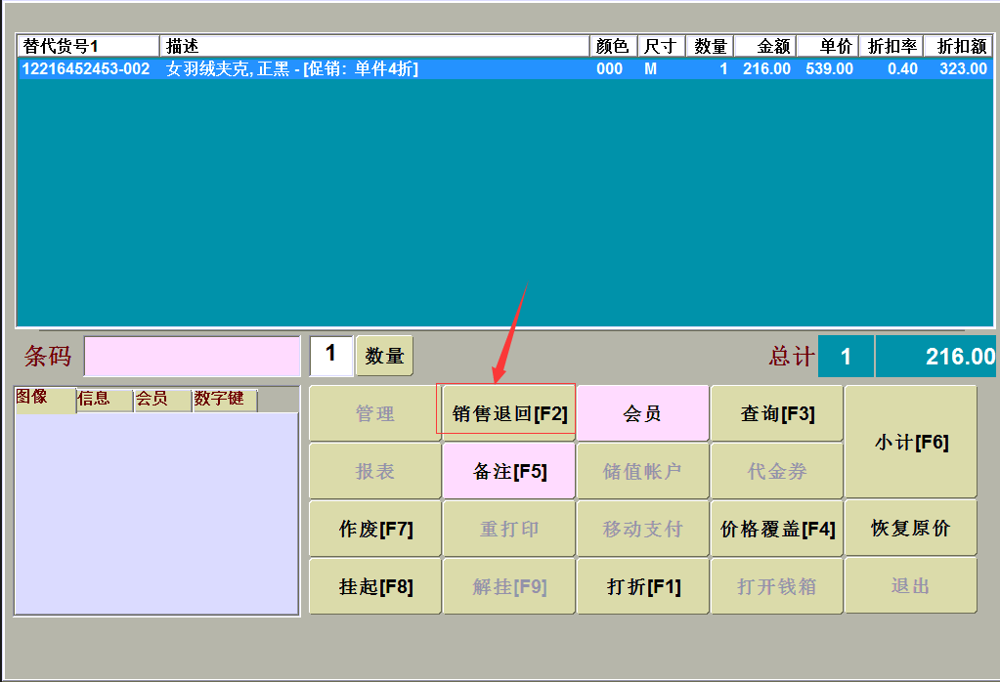 替代货号1 描述 颜色 尺寸 数量 金额 单价 折扣率 折扣额
12216452453-002 女羽绒夹克,正黑 - [促销：单件4折] 000 M 1 216.00 539.00 0.40 323.00
条码 1 数量 总计 1 216.00
图像 信息 会员 数字键
管理 销售退回[F2] 会员 查询[F3] 小计[F6]
报表 备注[F5] 储值帐户 代金券
作废[F7] 重打印 移动支付 价格覆盖[F4] 恢复原价
挂起[F8] 解挂[F9] 打折[F1] 打开钱箱 退出